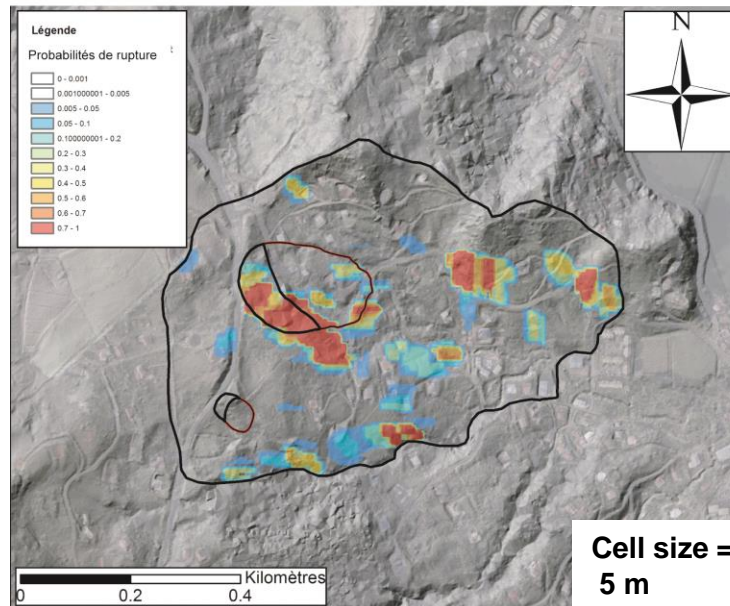 Légende
Probabilités de rupture
0 - 0.001
0.001000001 - 0.005
0.005 - 0.05
0.05 - 0.1
0.100000001 - 0.2
0.2 - 0.3
0.3 - 0.4
0.4 - 0.5
0.5 - 0.6
0.6 - 0.7
0.7 - 1
N
Kilomètres
0 0.2 0.4
Cell size =
5 m